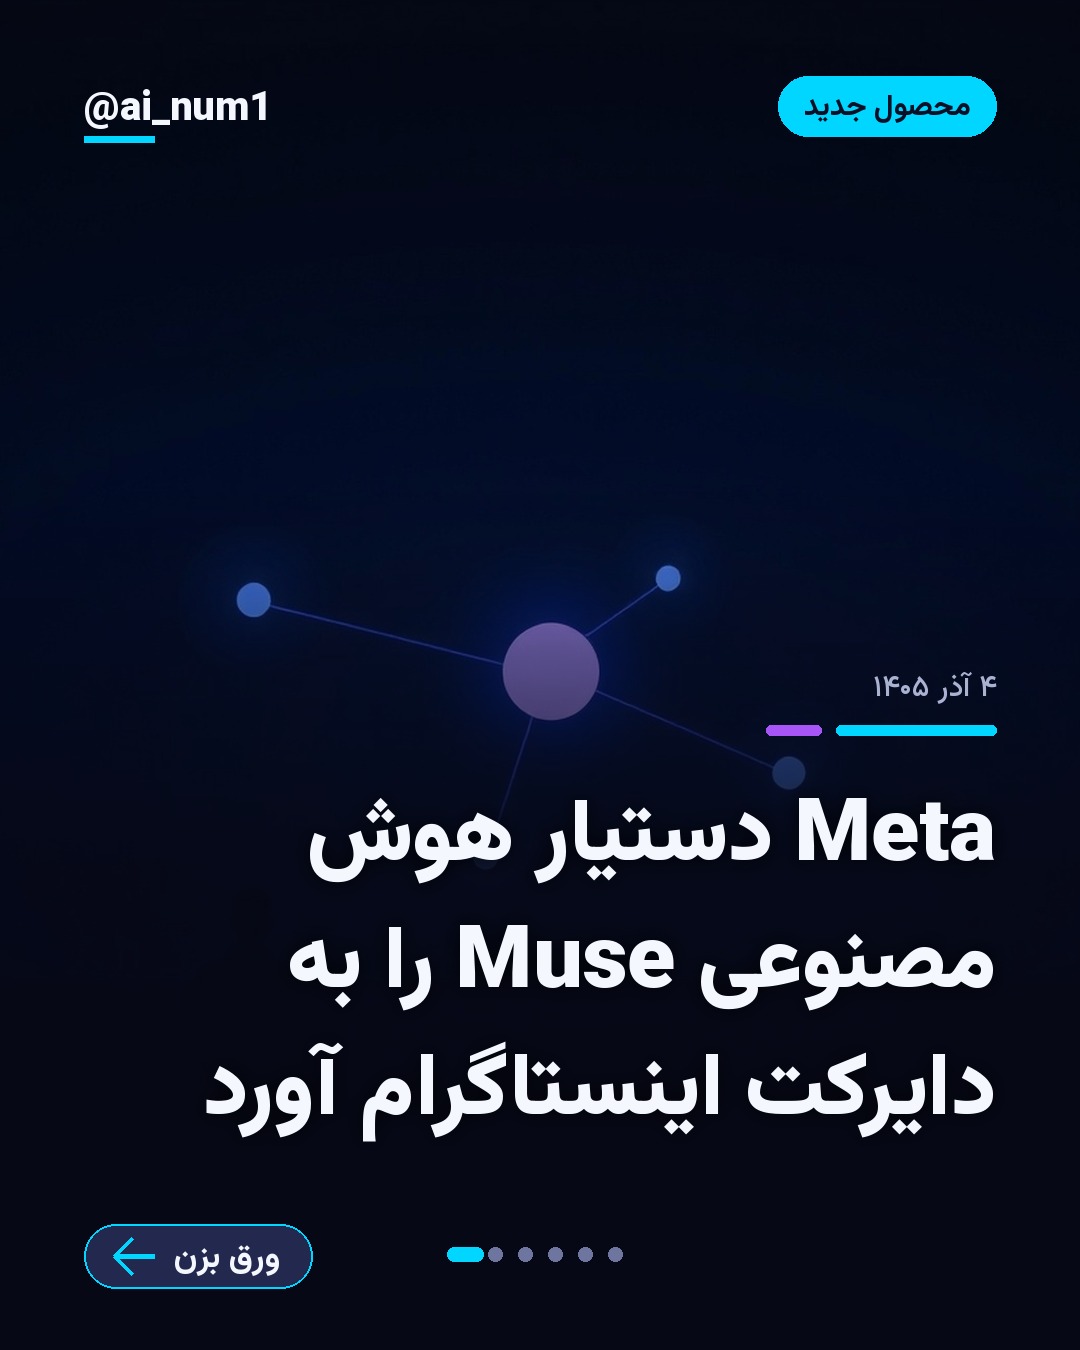 محصول جدید
@ai_num1
۴ آذر ۱۴۰۵
Meta دستیار هوش
مصنوعی Muse را به
دایرکت اینستاگرام آورد
ورق بزن